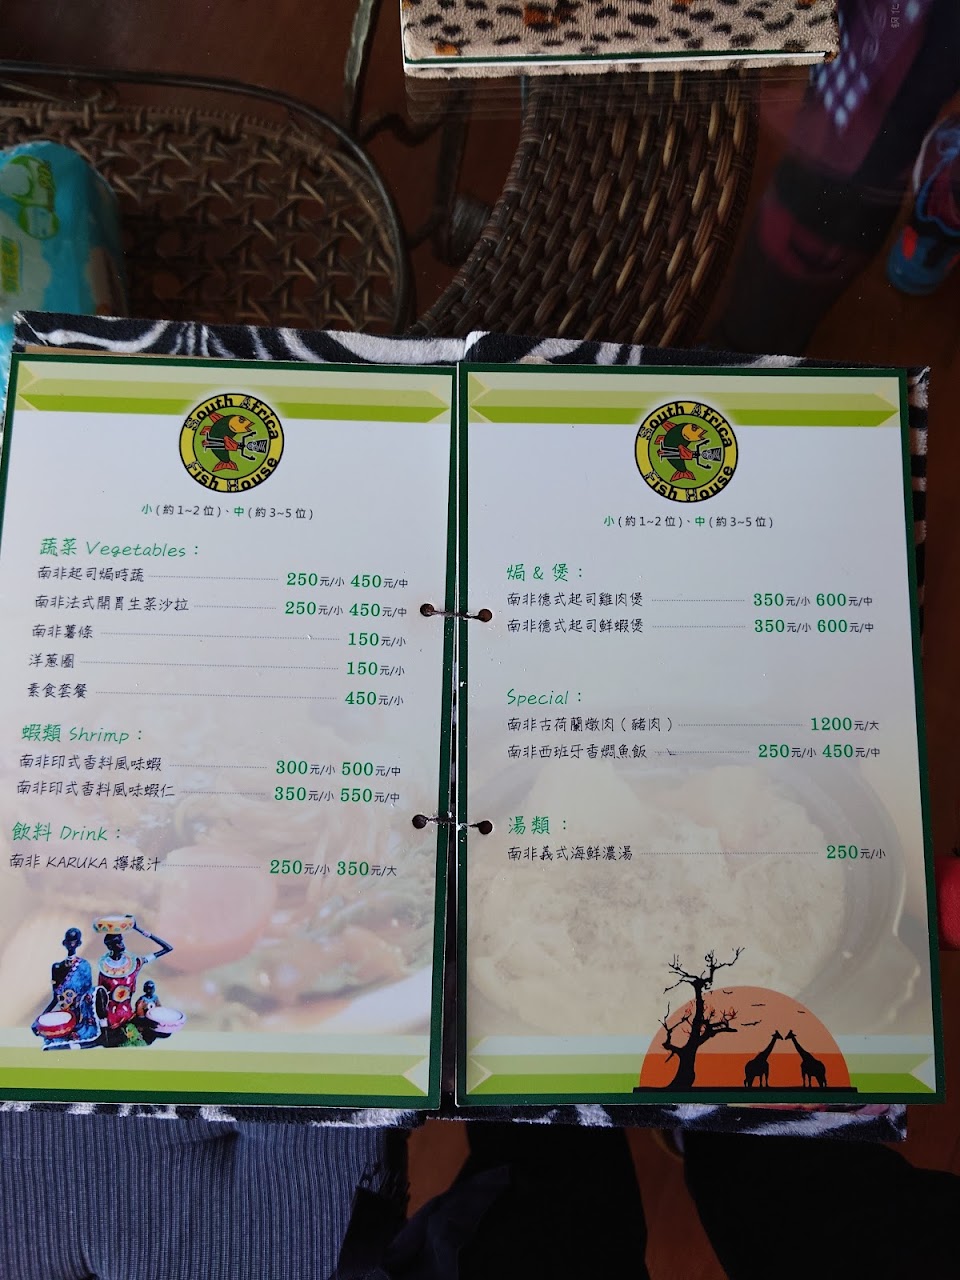 South Africa
Fish House
小(約1~2位)、中(約3~5位)
蔬菜 Vegetables：
南非起司焗時蔬 250元/小 450元/中
南非法式開胃生菜沙拉 250元/小 450元/中
南非薯條 150元/小
洋蔥圈 150元/小
素食套餐 450元/小
蝦類 Shrimp：
南非印式香料風味蝦 300元/小 500元/中
南非印式香料風味蝦仁 350元/小 550元/中
飲料 Drink：
南非 KARUKA 檸檬汁 250元/小 350元/大
South Africa
Fish House
小(約1~2位)、中(約3~5位)
焗 & 煲：
南非德式起司雞肉煲 350元/小 600元/中
南非德式起司鮮蝦煲 350元/小 600元/中
Special：
南非古荷蘭燉肉(豬肉) 1200元/大
南非西班牙香燜魚飯 250元/小 450元/中
湯類：
南非義式海鮮濃湯 250元/小